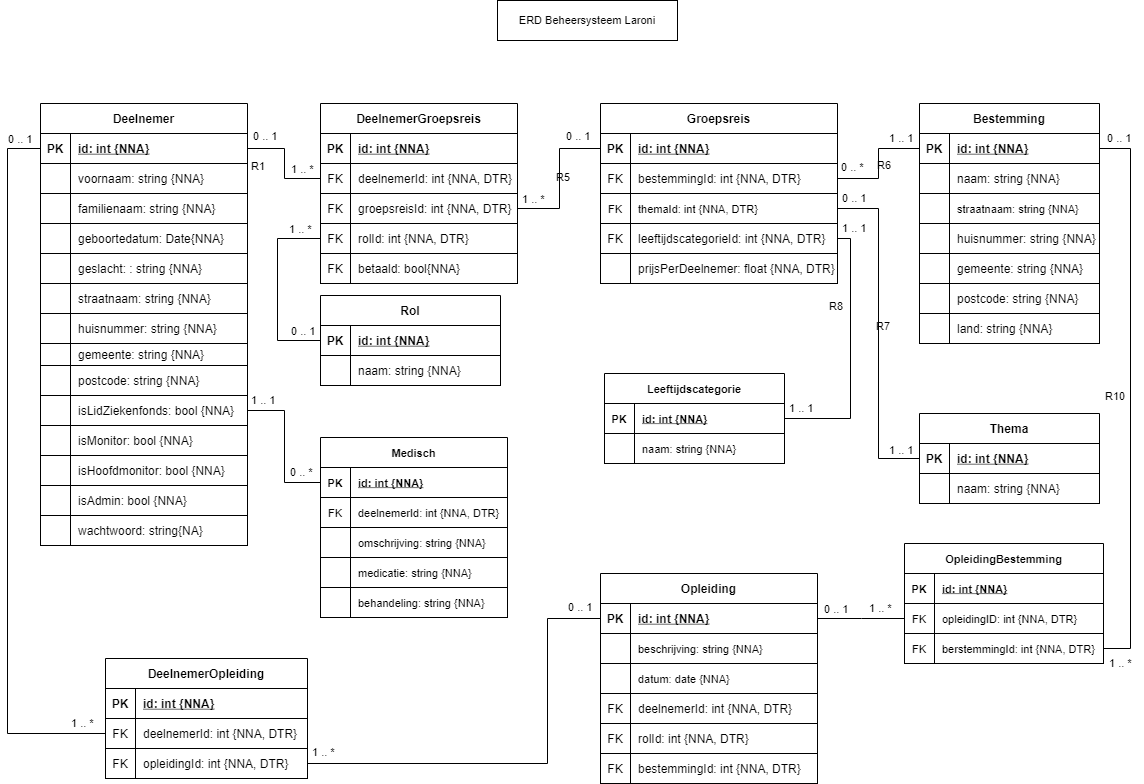 ERD Beheersysteem Laroni
Deelnemer
PK id: int {NNA}
voornaam: string {NNA}
familienaam: string {NNA}
geboortedatum: Date{NNA}
geslacht: : string {NNA}
straatnaam: string {NNA}
huisnummer: string {NNA}
gemeente: string {NNA}
postcode: string {NNA}
isLidZiekenfonds: bool {NNA}
isMonitor: bool {NNA}
isHoofdmonitor: bool {NNA}
isAdmin: bool {NNA}
wachtwoord: string{NA}
0 .. 1
0 .. 1
R1
1 .. *
1 .. 1
0 .. *
DeelnemerGroepsreis
PK id: int {NNA}
FK deelnemerId: int {NNA, DTR}
FK groepsreisId: int {NNA, DTR}
FK rolId: int {NNA, DTR}
FK betaald: bool{NNA}
1 .. *
0 .. 1
Rol
PK id: int {NNA}
naam: string {NNA}
Medisch
PK id: int {NNA}
FK deelnemerId: int {NNA, DTR}
omschrijving: string {NNA}
medicatie: string {NNA}
behandeling: string {NNA}
0 .. 1
R5
1 .. *
Groepsreis
PK id: int {NNA}
FK bestemmingId: int {NNA, DTR}
FK themaId: int {NNA, DTR}
FK leeftijdscategorieId: int {NNA, DTR}
prijsPerDeelnemer: float {NNA, DTR}
1 .. 1
0 .. *
R6
0 .. 1
1 .. 1
R8
R7
Leeftijdscategorie
PK id: int {NNA}
naam: string {NNA}
1 .. 1
Bestemming
PK id: int {NNA}
naam: string {NNA}
straatnaam: string {NNA}
huisnummer: string {NNA}
gemeente: string {NNA}
postcode: string {NNA}
land: string {NNA}
0 .. 1
R10
1 .. 1
Thema
PK id: int {NNA}
naam: string {NNA}
OpleidingBestemming
PK id: int {NNA}
FK opleidingID: int {NNA, DTR}
FK berstemmingId: int {NNA, DTR}
1 .. *
0 .. 1
1 .. *
0 .. 1
Opleiding
PK id: int {NNA}
beschrijving: string {NNA}
datum: date {NNA}
FK deelnemerId: int {NNA, DTR}
FK rolId: int {NNA, DTR}
FK bestemmingId: int {NNA, DTR}
DeelnemerOpleiding
PK id: int {NNA}
FK deelnemerId: int {NNA, DTR}
FK opleidingId: int {NNA, DTR}
1 .. *
1 .. *